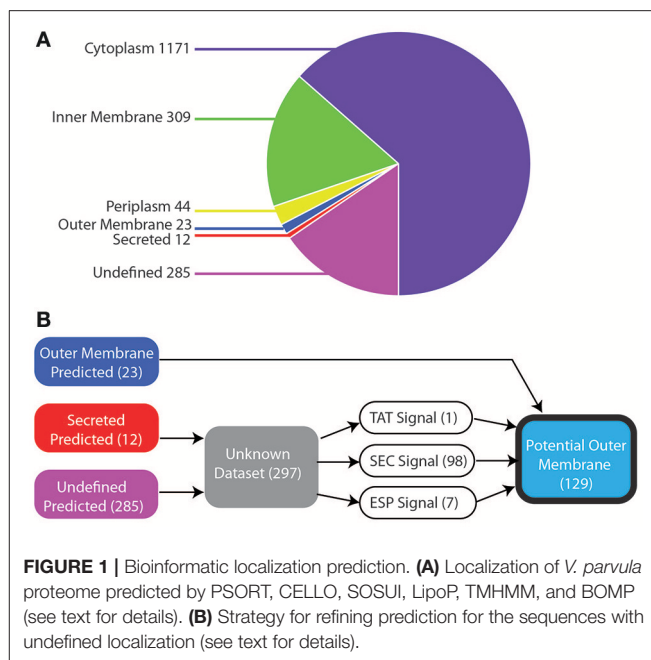 A
Cytoplasm 1171
Inner Membrane 309
Periplasm 44
Outer Membrane 23
Secreted 12
Undefined 285
B
Outer Membrane
Predicted (23)
Secreted
Predicted (12)
Undefined
Predicted (285)
Unknown
Dataset (297)
TAT Signal (1)
SEC Signal (98)
ESP Signal (7)
Potential Outer
Membrane
(129)
FIGURE 1 | Bioinformatic localization prediction. (A) Localization of V. parvula
proteome predicted by PSORT, CELLO, SOSUI, LipoP, TMHMM, and BOMP
(see text for details). (B) Strategy for refining prediction for the sequences with
undefined localization (see text for details).